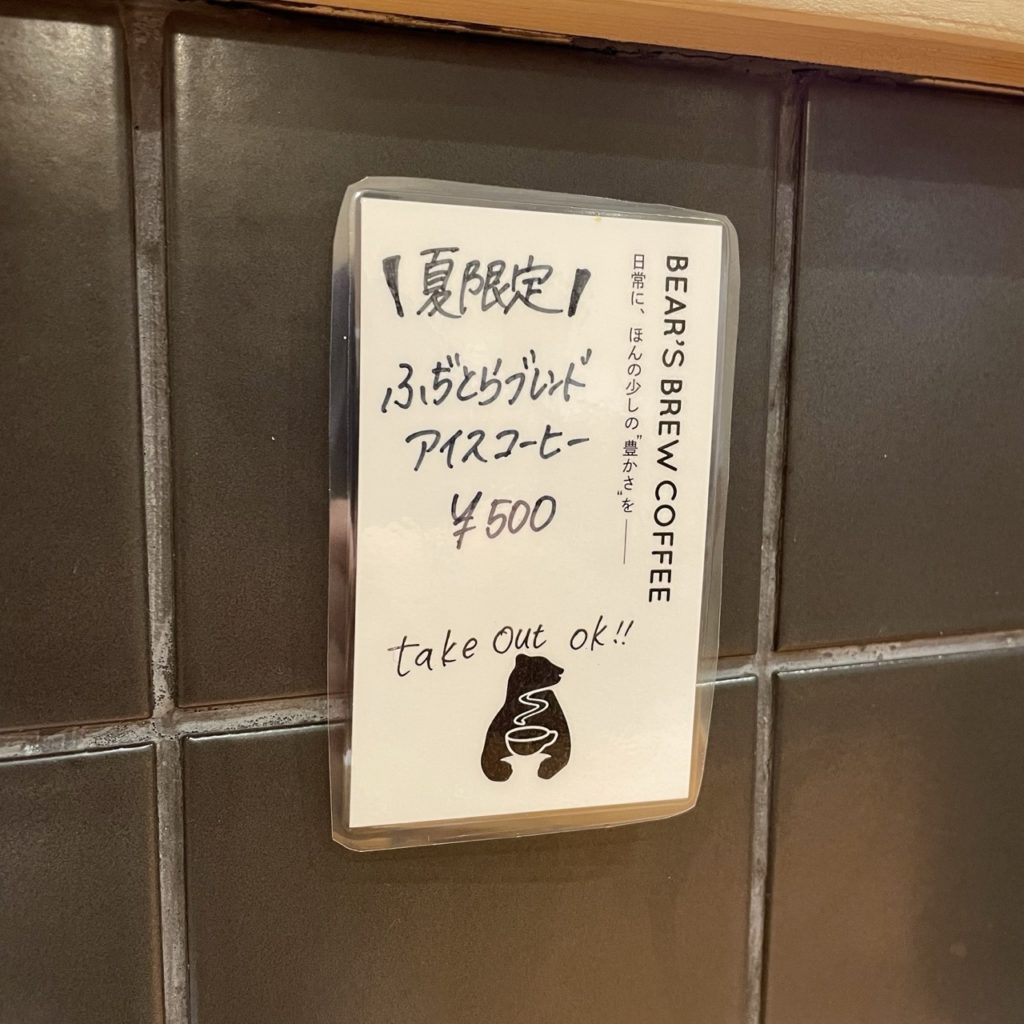 【夏限定】
ふぢとらブレンド
アイスコーヒー
¥500
take out ok!!
BEAR'S BREW COFFEE
日常に、ほんの少しの"豊かさ"を——